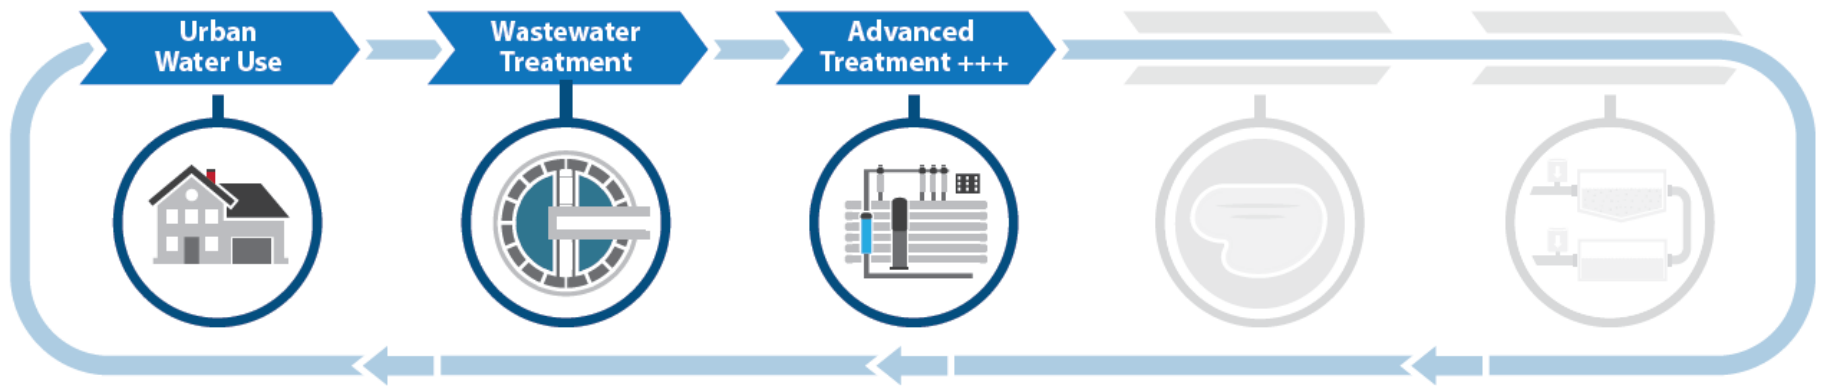 Urban
Water Use
Wastewater
Treatment
Advanced
Treatment +++